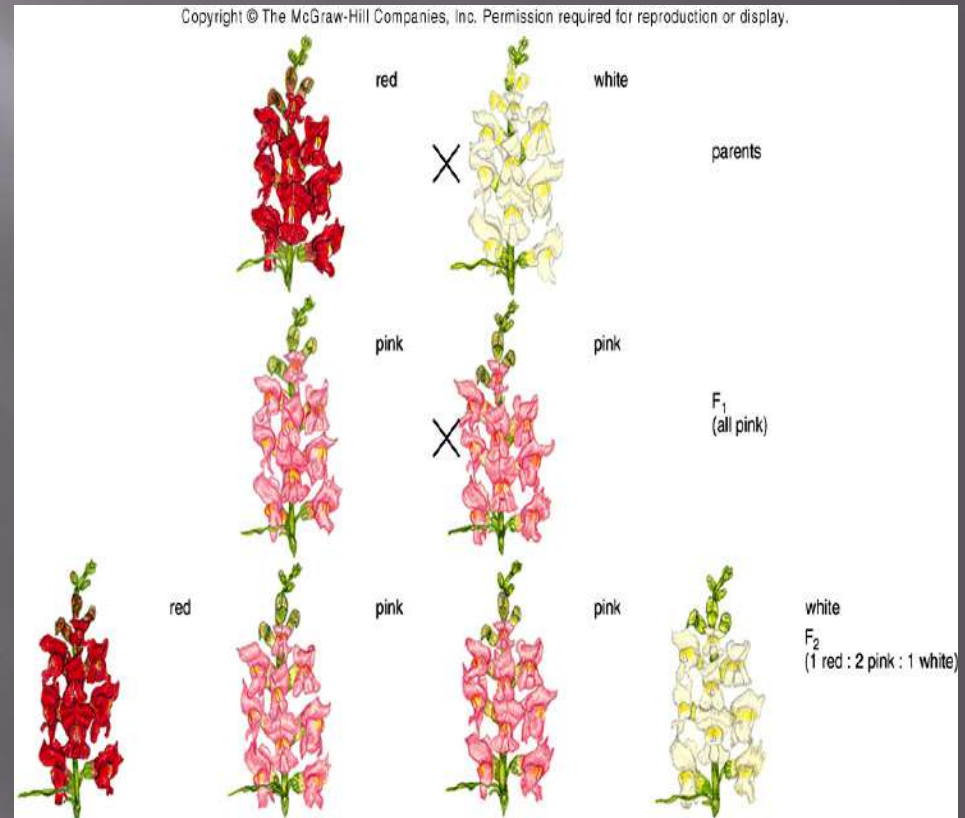 Copyright © The McGraw-Hill Companies, Inc. Permission required for reproduction or display.
red
white
parents
pink
pink
F₁
(all pink)
red
pink
pink
white
F₂
(1 red : 2 pink : 1 white)